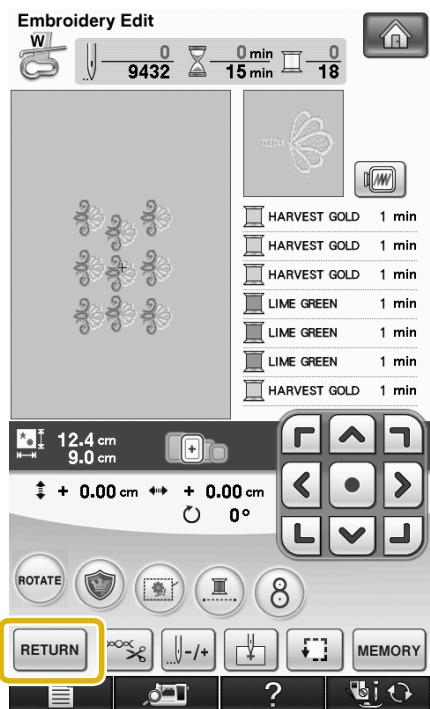 Embroidery Edit
W
0 0 min 0
9432 15 min 18
HARVEST GOLD 1 min
HARVEST GOLD 1 min
HARVEST GOLD 1 min
LIME GREEN 1 min
LIME GREEN 1 min
LIME GREEN 1 min
HARVEST GOLD 1 min
12.4 cm
9.0 cm
+ 0.00 cm + 0.00 cm
0°
ROTATE
8
RETURN
-/+
MEMORY
?